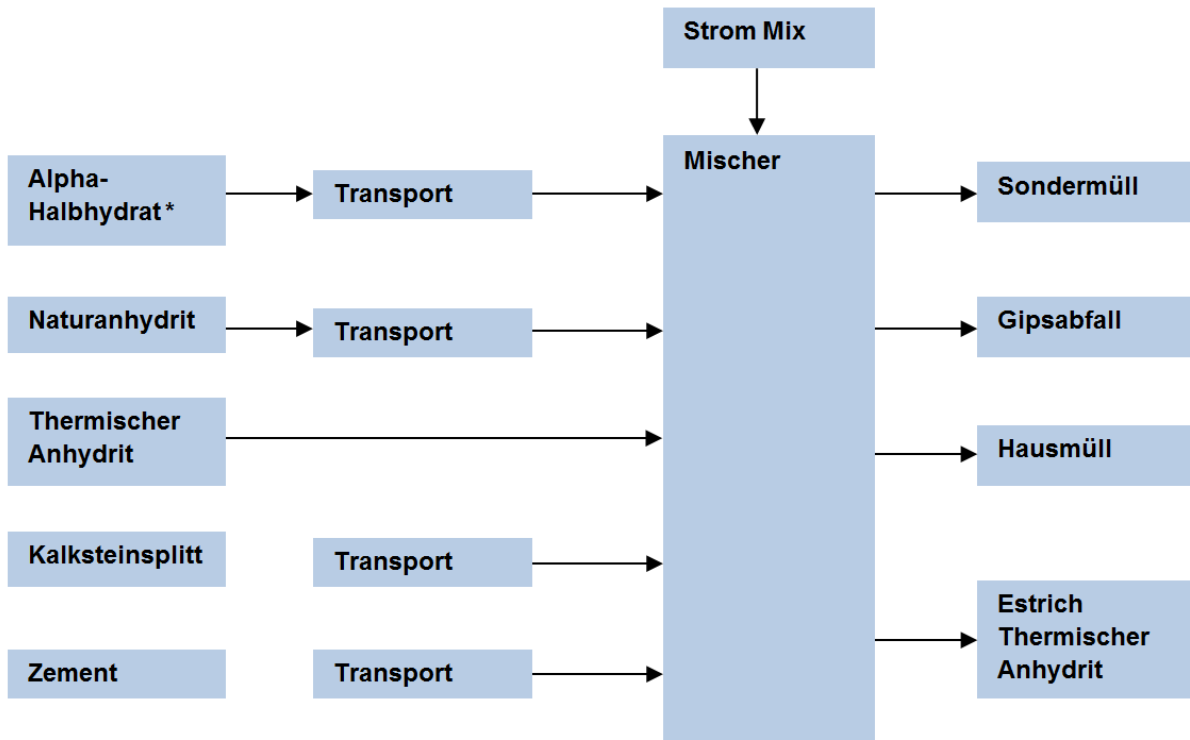 Strom Mix
Mischer
Alpha-
Halbhydrat *
Transport
Sondermüll
Naturanhydrit
Transport
Gipsabfall
Thermischer
Anhydrit
Hausmüll
Kalksteinsplitt
Transport
Estrich
Thermischer
Anhydrit
Zement
Transport